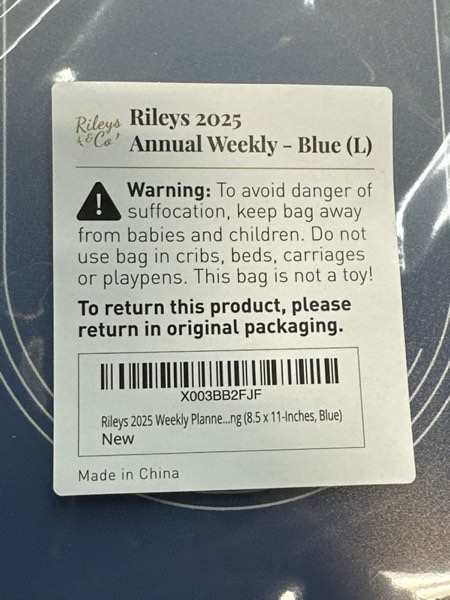 Rileys
& Co
Rileys 2025
Annual Weekly - Blue (L)
Warning: To avoid danger of
suffocation, keep bag away
from babies and children. Do not
use bag in cribs, beds, carriages
or playpens. This bag is not a toy!
To return this product, please
return in original packaging.
X003BB2FJF
Rileys 2025 Weekly Planne...ng (8.5 x 11-Inches, Blue)
New
Made in China